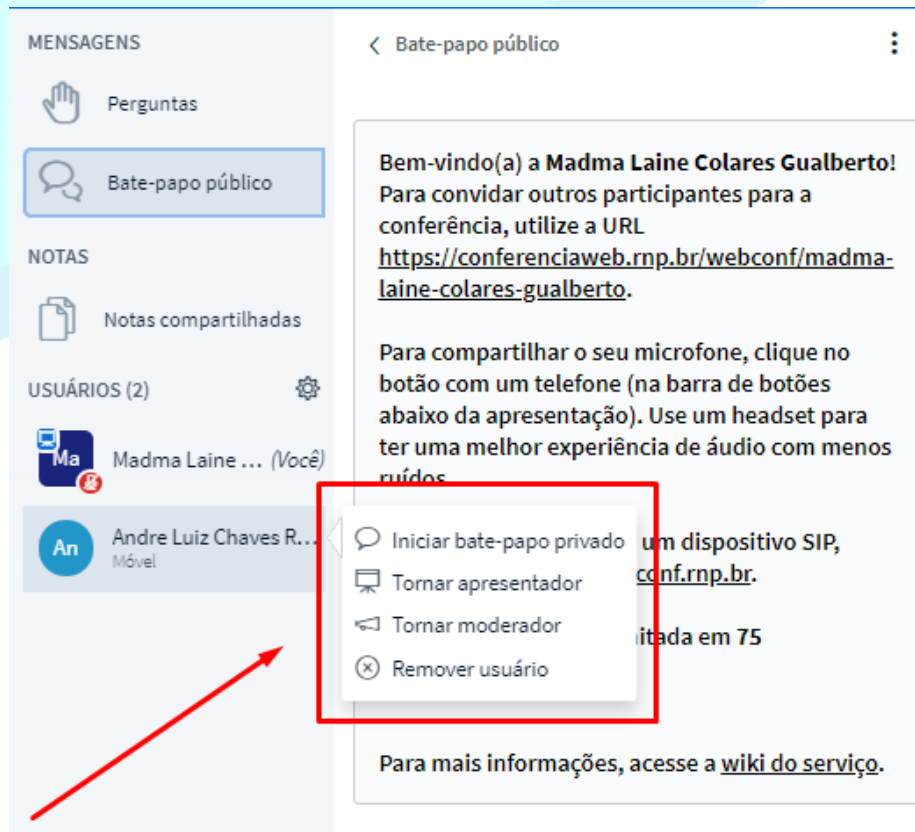 MENSAGENS
Perguntas
Bate-papo público
NOTAS
Notas compartilhadas
USUÁRIOS (2)
Ma
Madma Laine ... (Você)
An
Andre Luiz Chaves R...
Móvel
Bate-papo público
Bem-vindo(a) a Madma Laine Colares Gualberto!
Para convidar outros participantes para a
conferência, utilize a URL
https://conferenciaweb.rnp.br/webconf/madma-
laine-colares-gualberto.
Para compartilhar o seu microfone, clique no
botão com um telefone (na barra de botões
abaixo da apresentação). Use um headset para
ter uma melhor experiência de áudio com menos
ruídos
Iniciar bate-papo privado
Tornar apresentador
Tornar moderador
Remover usuário
um dispositivo SIP,
conf.rnp.br.
itada em 75
Para mais informações, acesse a wiki do serviço.